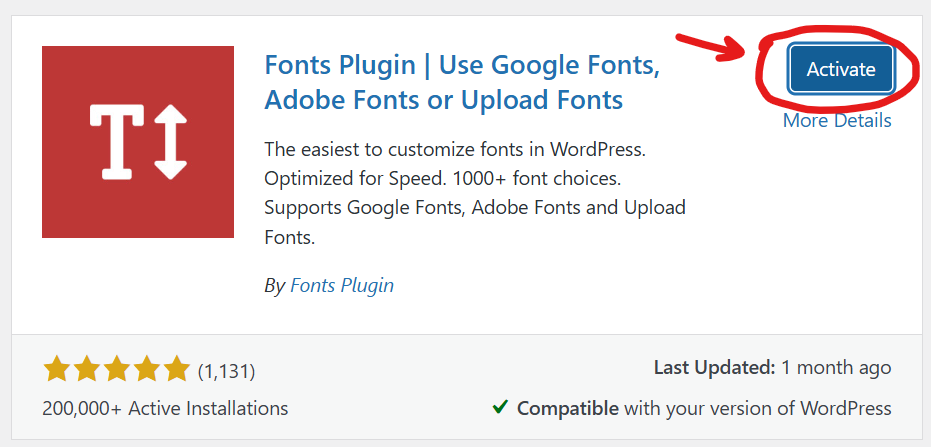 Fonts Plugin | Use Google Fonts,
Adobe Fonts or Upload Fonts
Activate
More Details
The easiest to customize fonts in WordPress.
Optimized for Speed. 1000+ font choices.
Supports Google Fonts, Adobe Fonts and Upload
Fonts.
By Fonts Plugin
(1,131)
200,000+ Active Installations
Last Updated: 1 month ago
Compatible with your version of WordPress